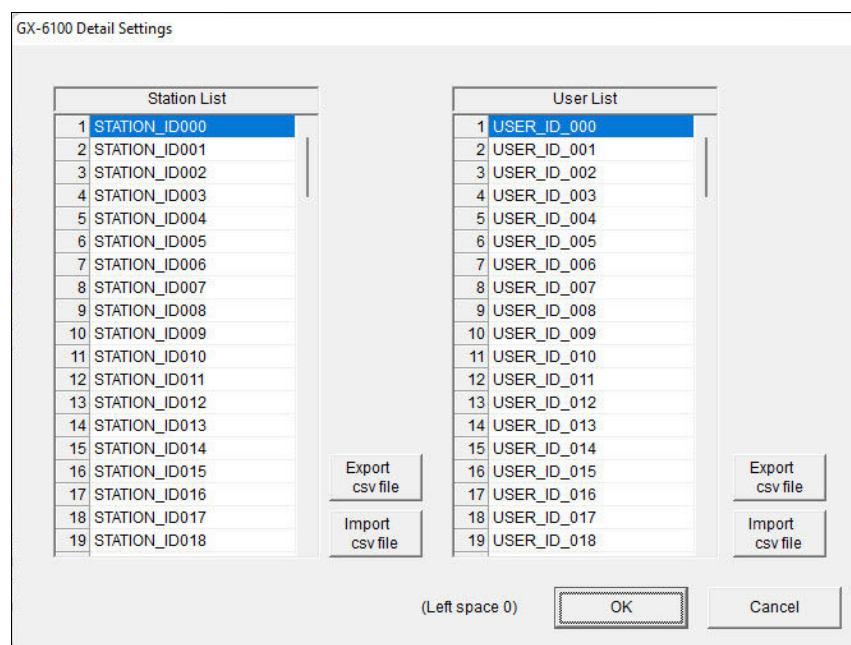 GX-6100 Detail Settings
Station List
1 STATION_ID000
2 STATION_ID001
3 STATION_ID002
4 STATION_ID003
5 STATION_ID004
6 STATION_ID005
7 STATION_ID006
8 STATION_ID007
9 STATION_ID008
10 STATION_ID009
11 STATION_ID010
12 STATION_ID011
13 STATION_ID012
14 STATION_ID013
15 STATION_ID014
16 STATION_ID015
17 STATION_ID016
18 STATION_ID017
19 STATION_ID018
Export
csv file
Import
csv file
User List
1 USER_ID_000
2 USER_ID_001
3 USER_ID_002
4 USER_ID_003
5 USER_ID_004
6 USER_ID_005
7 USER_ID_006
8 USER_ID_007
9 USER_ID_008
10 USER_ID_009
11 USER_ID_010
12 USER_ID_011
13 USER_ID_012
14 USER_ID_013
15 USER_ID_014
16 USER_ID_015
17 USER_ID_016
18 USER_ID_017
19 USER_ID_018
Export
csv file
Import
csv file
(Left space 0)
OK
Cancel